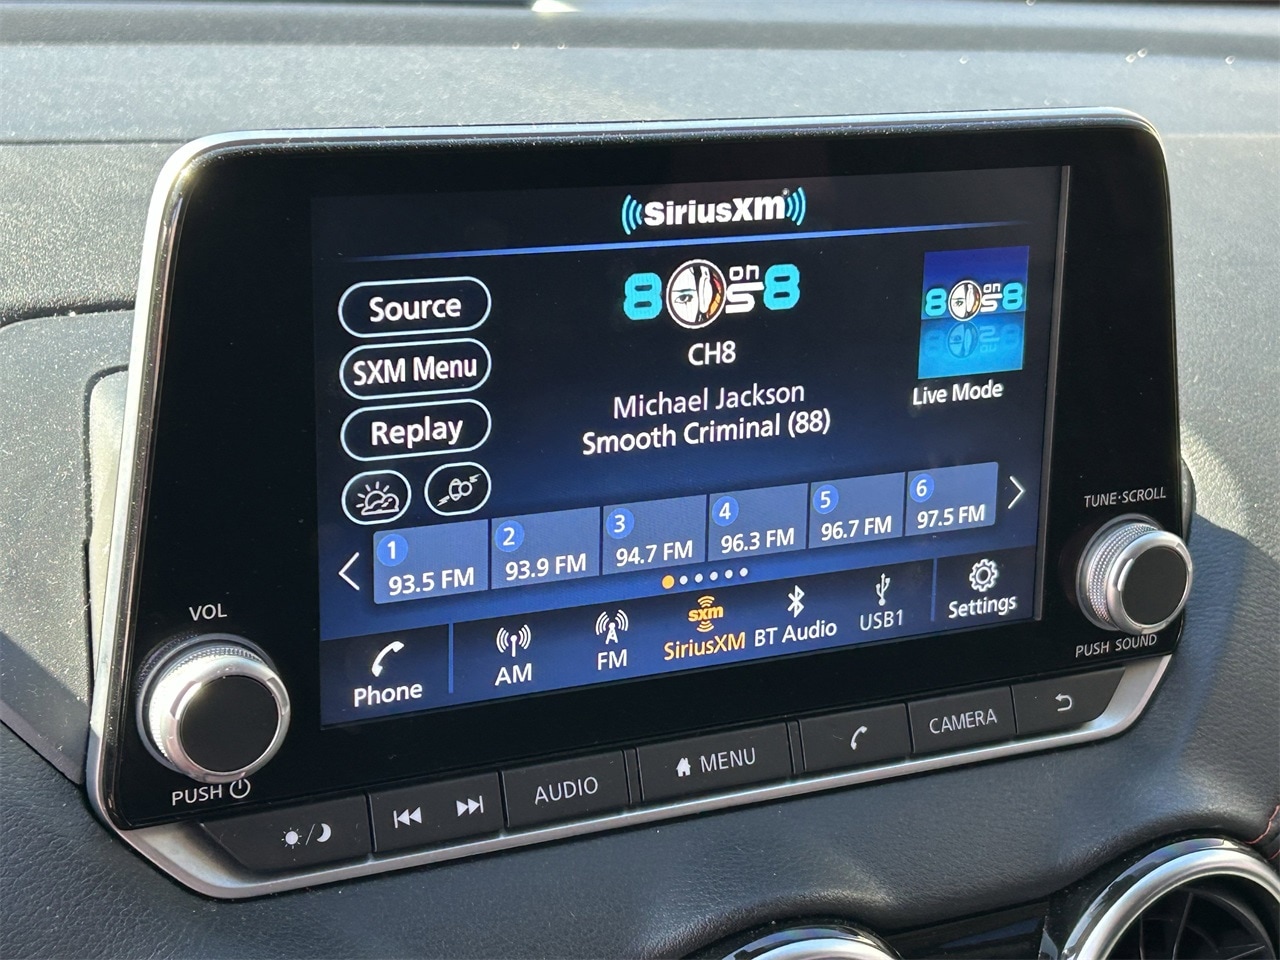 SiriusXM
Source
SXM Menu
Replay
8 on 8
CH8
Michael Jackson
Smooth Criminal (88)
8 on 8
Live Mode
1 93.5 FM
2 93.9 FM
3 94.7 FM
4 96.3 FM
5 96.7 FM
6 97.5 FM
Phone
AM
FM
sxm
SiriusXM
BT Audio
USB1
Settings
VOL
PUSH
TUNE·SCROLL
PUSH SOUND
AUDIO
MENU
CAMERA